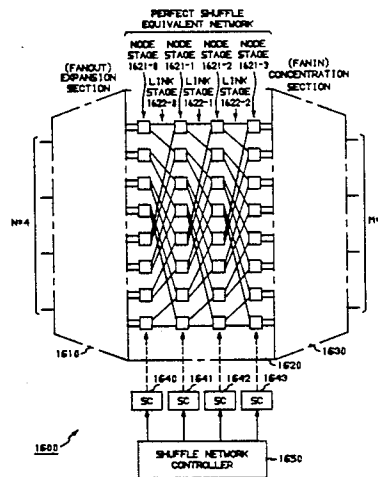 PERFECT SHUFFLE
EQUIVALENT NETWORK
NODE NODE NODE NODE
STAGE STAGE STAGE STAGE
1621-0 1621-1 1621-2 1621-3
(FANOUT)
EXPANSION
SECTION
LINK LINK LINK
STAGE STAGE STAGE
1622-0 1622-1 1622-2
(FANIN)
CONCENTRATION
SECTION
N=4
1610
1620
1630
1640 1641 1642 1643
SC SC SC SC
1600
SHUFFLE NETWORK
CONTROLLER
1650